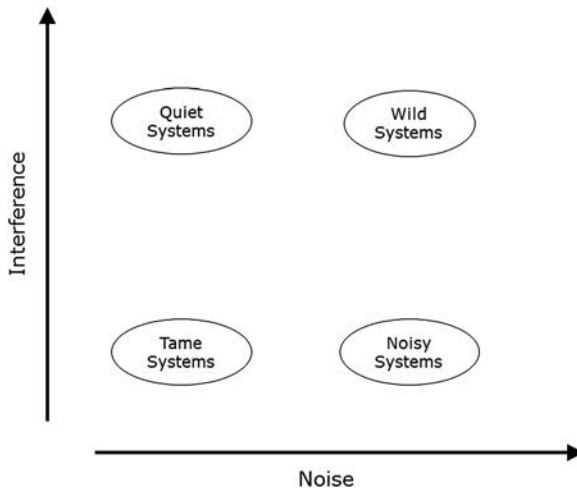 Quiet
Systems
Wild
Systems
Interference
Tame
Systems
Noisy
Systems
Noise